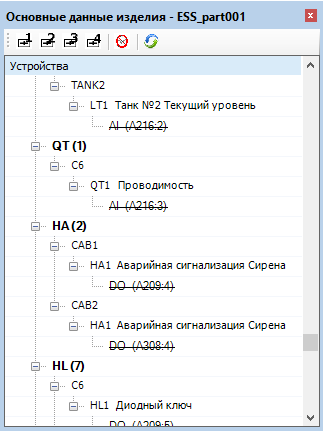 Основные данные изделия - ESS_part001
1 2 3 4
Устройства
TANK2
LT1 Танк №2 Текущий уровень
AI (A216:2)
QT (1)
C6
QT1 Проводимость
AI (A216:3)
HA (2)
CAB1
HA1 Аварийная сигнализация Сирена
DO (A209:4)
CAB2
HA1 Аварийная сигнализация Сирена
DO (A308:4)
HL (7)
C6
HL1 Диодный ключ
DO (A209:5)